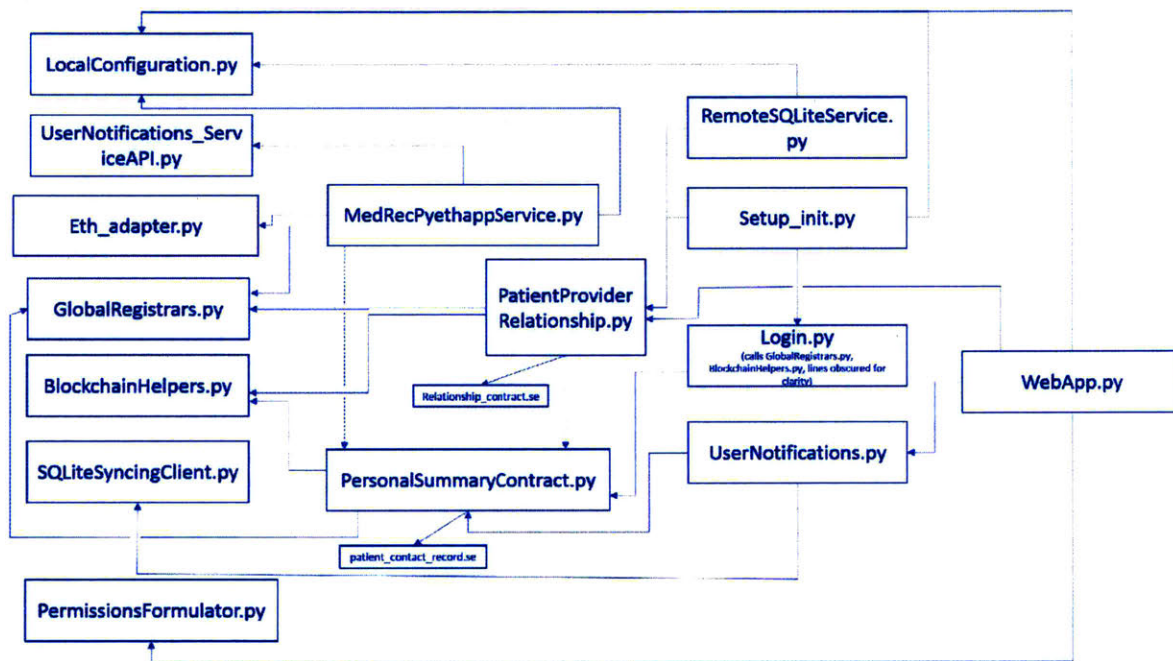 LocalConfiguration.py
UserNotifications_Serv
iceAPI.py
Eth_adapter.py
GlobalRegistrars.py
BlockchainHelpers.py
SQLiteSyncingClient.py
PermissionsFormulator.py
MedRecPyethappService.py
PatientProvider
Relationship.py
Relationship_contract.se
PersonalSummaryContract.py
patient_contact_record.se
RemoteSQLiteService.
py
Setup_init.py
Login.py
(calls GlobalRegistrars.py,
BlockchainHelpers.py, lines obscured for
clarity)
UserNotifications.py
WebApp.py